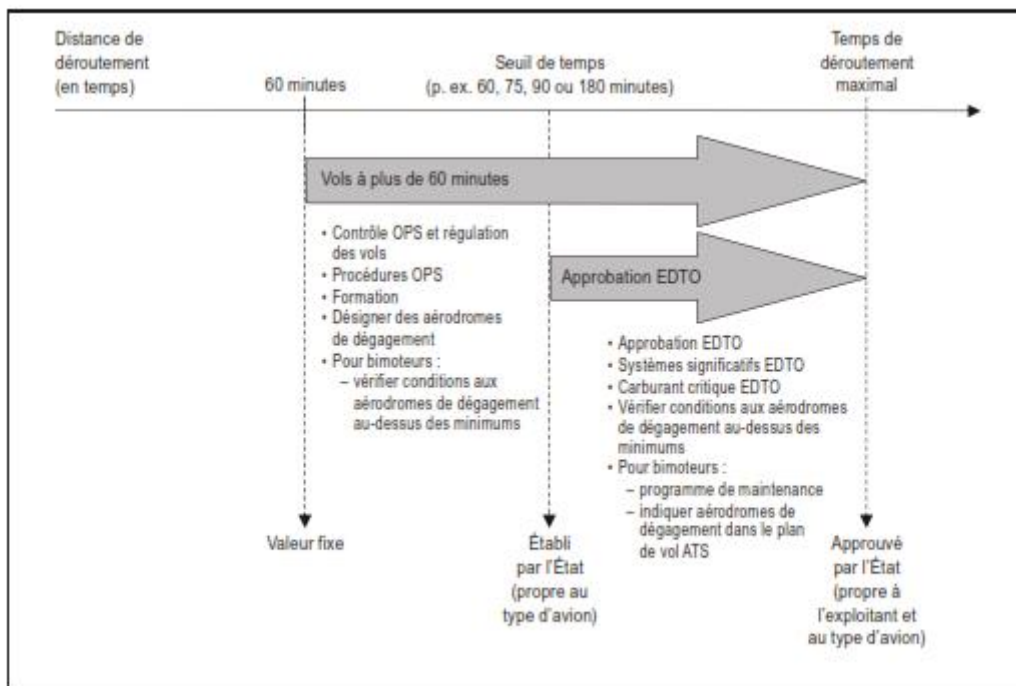 Distance de
déroutement
(en temps)
60 minutes
Seuil de temps
(p. ex. 60, 75, 90 ou 180 minutes)
Temps de
déroutement
maximal
Vols à plus de 60 minutes
• Contrôle OPS et régulation
des vols
• Procédures OPS
• Formation
• Désigner des aérodromes
de dégagement
• Pour bimoteurs :
– vérifier conditions aux
aérodromes de dégagement
au-dessus des minimums
Approbation EDTO
• Approbation EDTO
• Systèmes significatifs EDTO
• Carburant critique EDTO
• Vérifier conditions aux aérodromes
de dégagement au-dessus des
minimums
• Pour bimoteurs :
– programme de maintenance
– indiquer aérodromes de
dégagement dans le plan
de vol ATS
Valeur fixe
Établi
par l'État
(propre au
type d'avion)
Approuvé
par l'État
(propre à
l'exploitant et
au type d'avion)